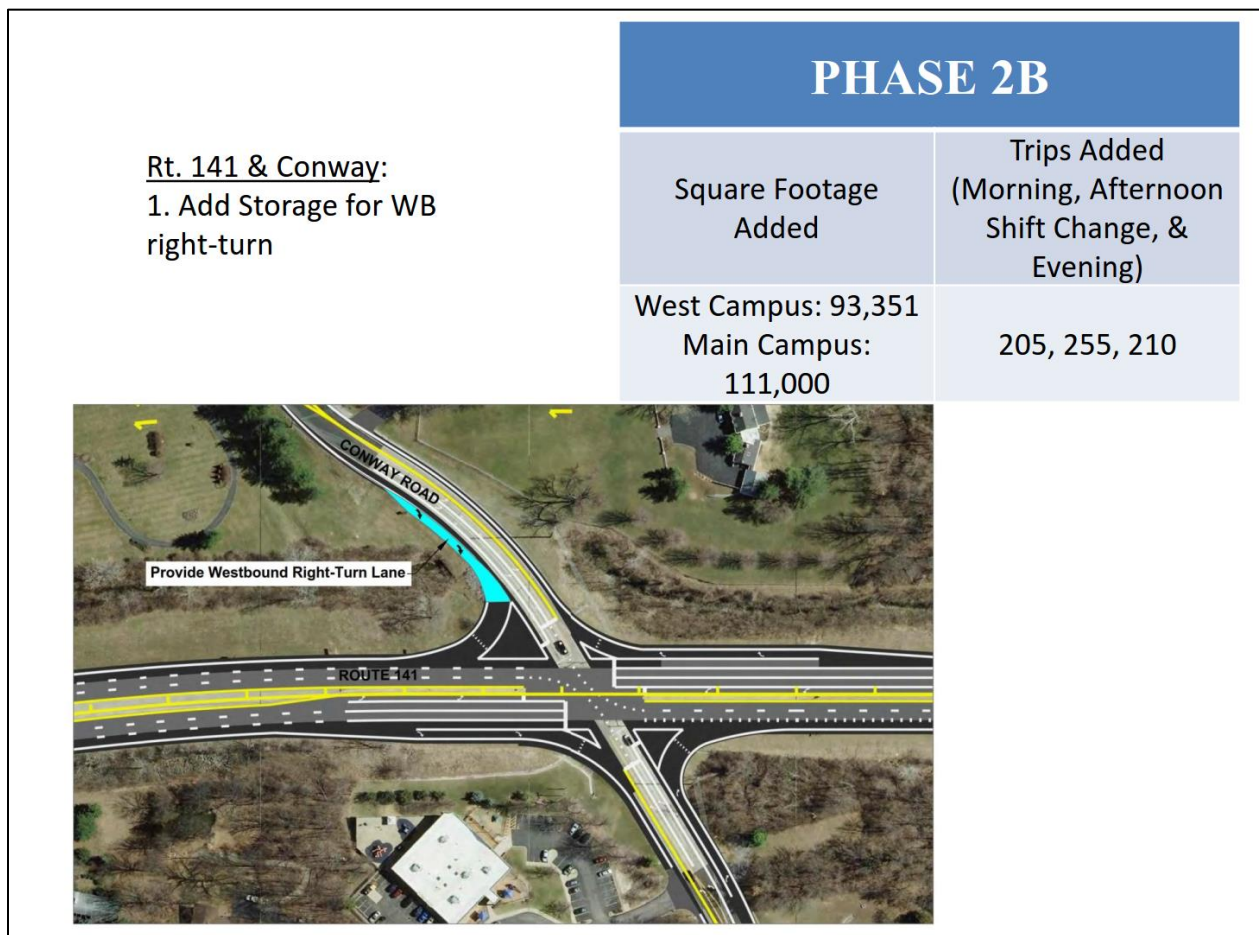 PHASE 2B
Rt. 141 & Conway:
1. Add Storage for WB
right-turn
Square Footage
Added
Trips Added
(Morning, Afternoon
Shift Change, &
Evening)
West Campus: 93,351
Main Campus:
111,000
205, 255, 210
1
1
CONWAY ROAD
Provide Westbound Right-Turn Lane
ROUTE 141